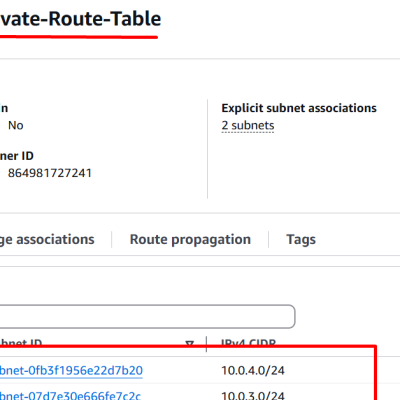 vate-Route-Table
n
Explicit subnet associations
No
2 subnets
ner ID
864981727241
ge associations
Route propagation
Tags
bnet ID
IPv4 CIDR
bnet-0fb3f1956e22d7b20
10.0.4.0/24
bnet-07d7e30e666fe7c2c
10.0.3.0/24